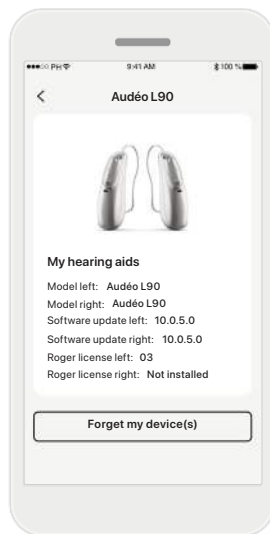 PH 9:41 AM 100 %
Audéo L90
My hearing aids
Model left: Audéo L90
Model right: Audéo L90
Software update left: 10.0.5.0
Software update right: 10.0.5.0
Roger license left: 03
Roger license right: Not installed
Forget my device(s)